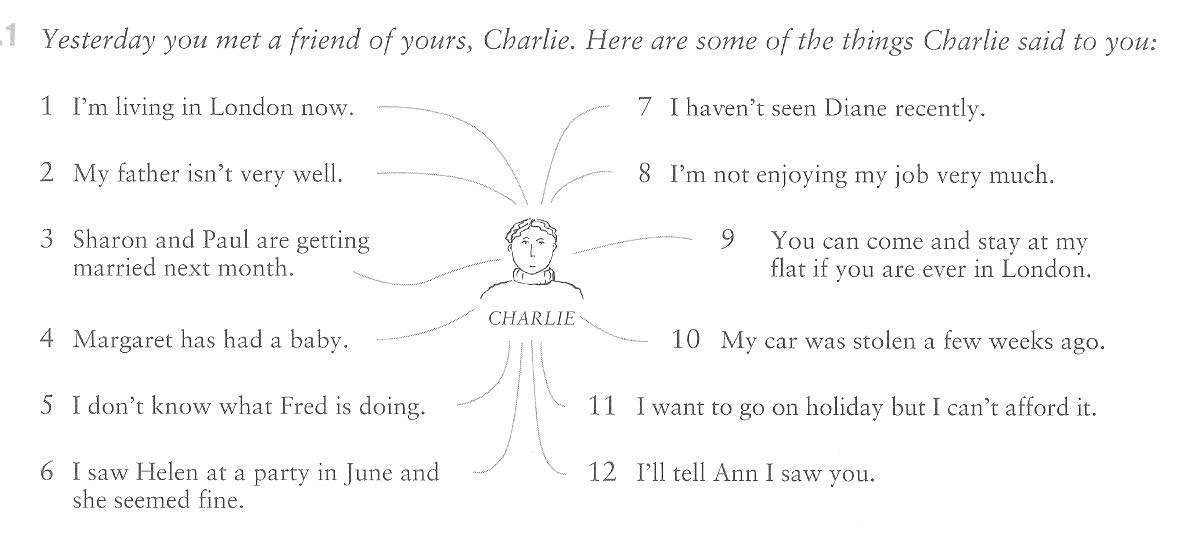 .1 Yesterday you met a friend of yours, Charlie. Here are some of the things Charlie said to you:
1 I'm living in London now.
2 My father isn't very well.
3 Sharon and Paul are getting
married next month.
4 Margaret has had a baby.
5 I don't know what Fred is doing.
6 I saw Helen at a party in June and
she seemed fine.
CHARLIE
7 I haven't seen Diane recently.
8 I'm not enjoying my job very much.
9 You can come and stay at my
flat if you are ever in London.
10 My car was stolen a few weeks ago.
11 I want to go on holiday but I can't afford it.
12 I'll tell Ann I saw you.